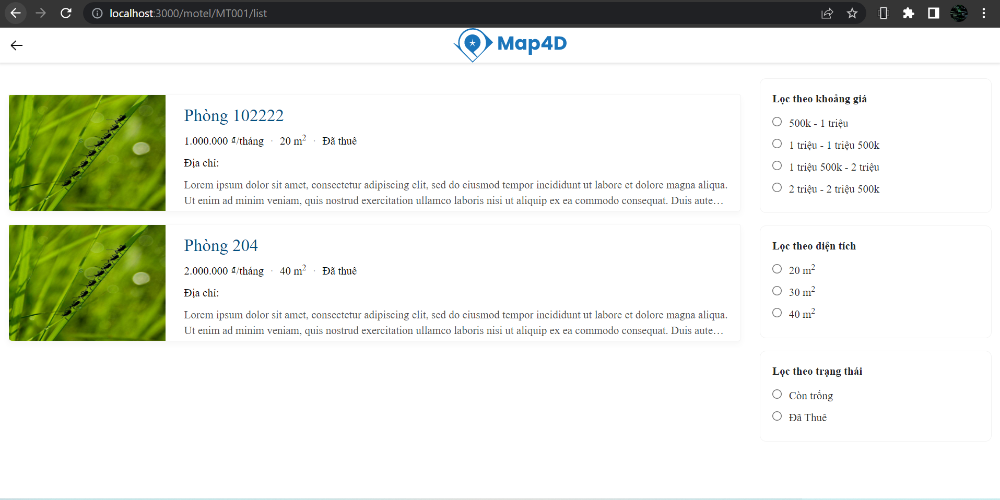 localhost:3000/motel/MT001/list
Map4D
Phòng 102222
1.000.000 ₫/tháng · 20 m² · Đã thuê
Địa chỉ:
Lorem ipsum dolor sit amet, consectetur adipiscing elit, sed do eiusmod tempor incididunt ut labore et dolore magna aliqua.
Ut enim ad minim veniam, quis nostrud exercitation ullamco laboris nisi ut aliquip ex ea commodo consequat. Duis aute…
Phòng 204
2.000.000 ₫/tháng · 40 m² · Đã thuê
Địa chỉ:
Lorem ipsum dolor sit amet, consectetur adipiscing elit, sed do eiusmod tempor incididunt ut labore et dolore magna aliqua.
Ut enim ad minim veniam, quis nostrud exercitation ullamco laboris nisi ut aliquip ex ea commodo consequat. Duis aute…
Lọc theo khoảng giá
500k - 1 triệu
1 triệu - 1 triệu 500k
1 triệu 500k - 2 triệu
2 triệu - 2 triệu 500k
Lọc theo diện tích
20 m²
30 m²
40 m²
Lọc theo trạng thái
Còn trống
Đã Thuê